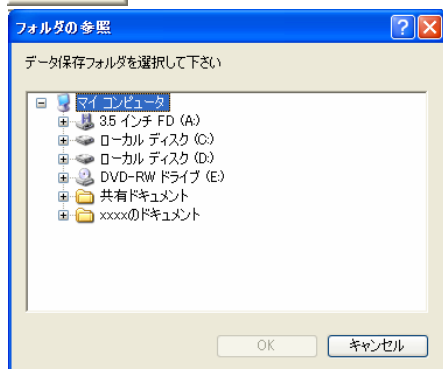 フォルダの参照
データ保存フォルダを選択して下さい
マイ コンピュータ
3.5 インチ FD (A:)
ローカル ディスク (C:)
ローカル ディスク (D:)
DVD-RW ドライブ (E:)
共有ドキュメント
xxxxのドキュメント
OK
キャンセル